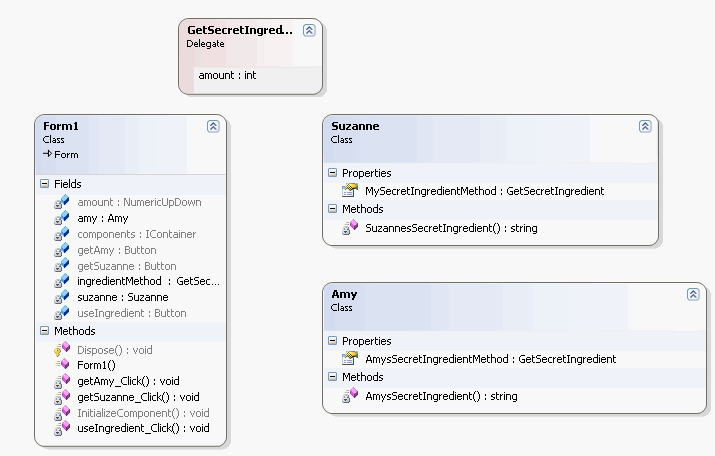 GetSecretIngred...
Delegate
amount : int
Form1
Class
Form
Fields
amount : NumericUpDown
amy : Amy
components : IContainer
getAmy : Button
getSuzanne : Button
ingredientMethod : GetSec...
suzanne : Suzanne
useIngredient : Button
Methods
Dispose() : void
Form1()
getAmy_Click() : void
getSuzanne_Click() : void
InitializeComponent() : void
useIngredient_Click() : void
Suzanne
Class
Properties
MySecretIngredientMethod : GetSecretIngredient
Methods
SuzannesSecretIngredient() : string
Amy
Class
Properties
AmysSecretIngredientMethod : GetSecretIngredient
Methods
AmysSecretIngredient() : string